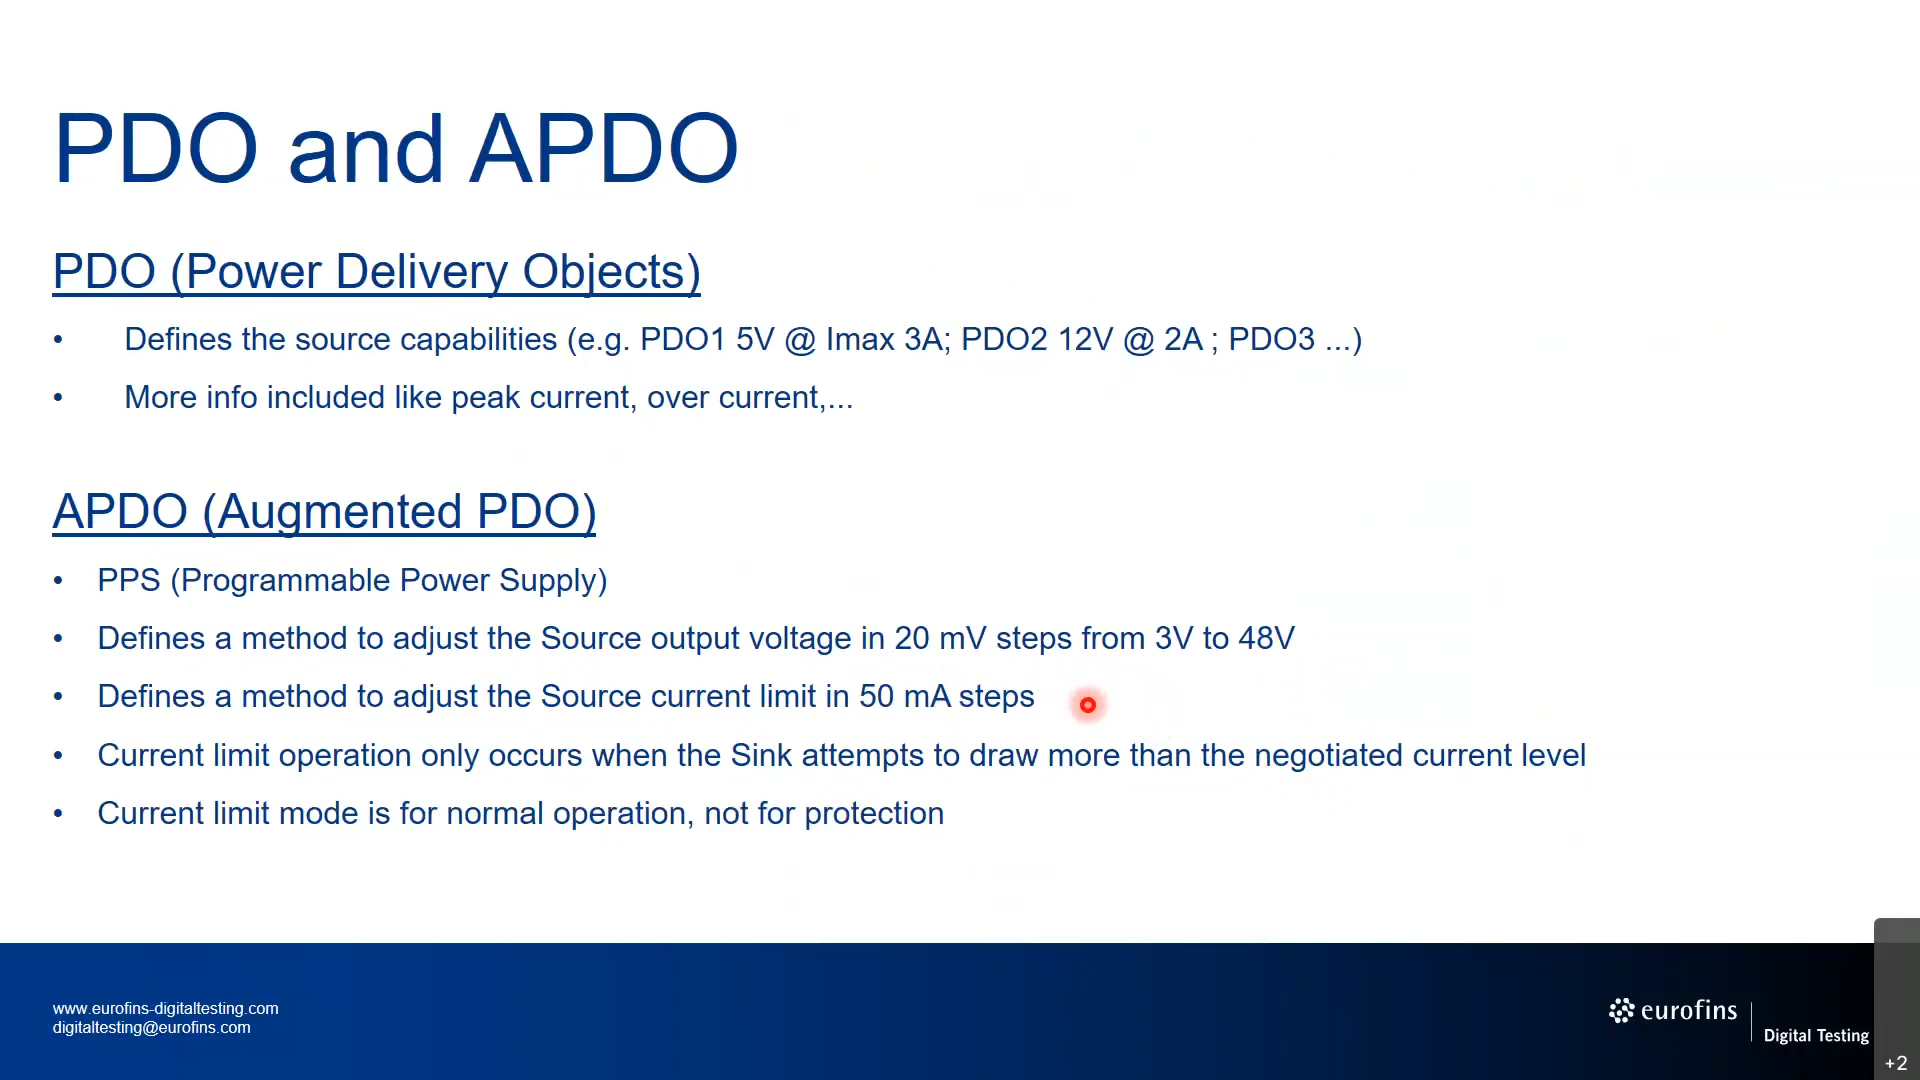 PDO and APDO
PDO (Power Delivery Objects)
• Defines the source capabilities (e.g. PDO1 5V @ Imax 3A; PDO2 12V @ 2A ; PDO3 ...)
• More info included like peak current, over current,...
APDO (Augmented PDO)
• PPS (Programmable Power Supply)
• Defines a method to adjust the Source output voltage in 20 mV steps from 3V to 48V
• Defines a method to adjust the Source current limit in 50 mA steps
• Current limit operation only occurs when the Sink attempts to draw more than the negotiated current level
• Current limit mode is for normal operation, not for protection
www.eurofins-digitaltesting.com
digitaltesting@eurofins.com
eurofins
Digital Testing
+2